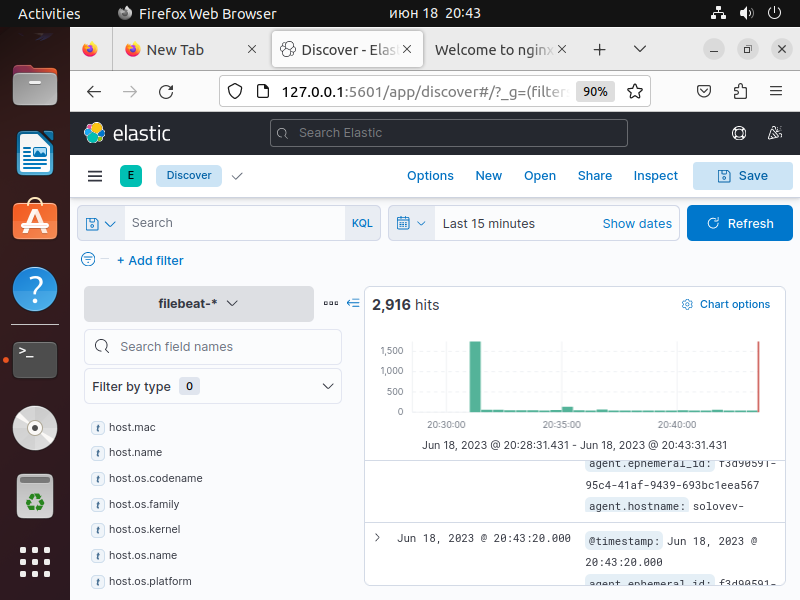 Activities
Firefox Web Browser
июн 18 20:43
New Tab
Discover - Elas
Welcome to nginx
127.0.0.1:5601/app/discover#/?_g=(filter
90%
elastic
Search Elastic
E
Discover
Options
New
Open
Share
Inspect
Save
Search
KQL
Last 15 minutes
Show dates
Refresh
+ Add filter
filebeat-*
2,916 hits
Chart options
Search field names
Filter by type 0
1,500
1,000
500
0
20:30:00
20:35:00
20:40:00
Jun 18, 2023 @ 20:28:31.431 - Jun 18, 2023 @ 20:43:31.431
t host.mac
t host.name
t host.os.codename
t host.os.family
t host.os.kernel
t host.os.name
t host.os.platform
agent.ephemeral_id: f3d90591-
95c4-41af-9439-693bc1eea567
agent.hostname: solovev-
Jun 18, 2023 @ 20:43:20.000
@timestamp: Jun 18, 2023 @
20:43:20.000
agent.ephemeral_id: f3d90591-